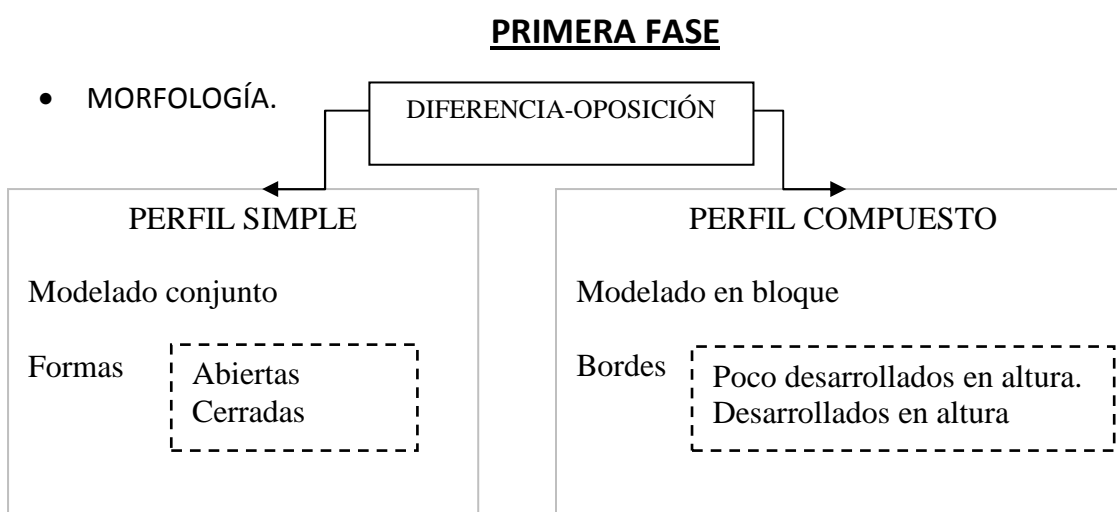 PRIMERA FASE
• MORFOLOGÍA.
DIFERENCIA-OPOSICIÓN
PERFIL SIMPLE
Modelado conjunto
Formas
Abiertas
Cerradas
PERFIL COMPUESTO
Modelado en bloque
Bordes
Poco desarrollados en altura.
Desarrollados en altura